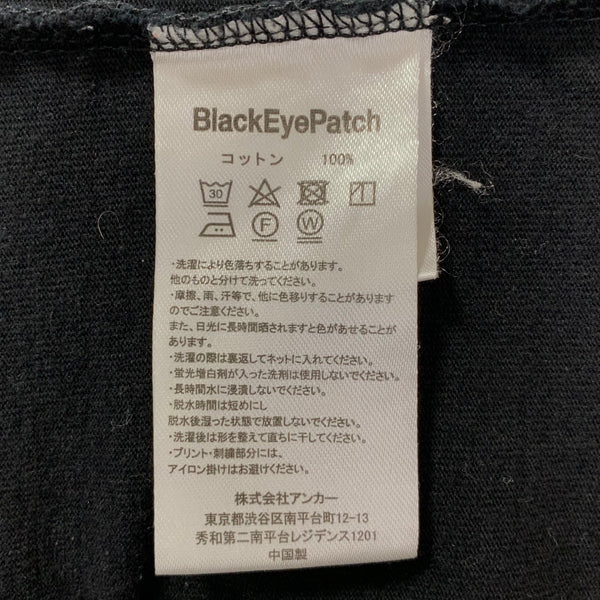 BlackEyePatch
コットン 100%
30
F W
・洗濯により色落ちすることがあります。
他のものと分けて洗ってください。
・摩擦、雨、汗等で、他に色移りすることがあります
のでご注意ください。
また、日光に長時間晒されますと色があせることが
あります。
・洗濯の際は裏返してネットに入れてください。
・蛍光増白剤が入った洗剤は使用しないでください。
・長時間水に浸漬しないでください。
・脱水時間は短めにし
脱水後湿った状態で放置しないでください。
・洗濯後は形を整えて直ちに干してください。
・プリント・刺繍部分には、
アイロン掛けはお避けください。
株式会社アンカー
東京都渋谷区南平台町12-13
秀和第二南平台レジデンス1201
中国製